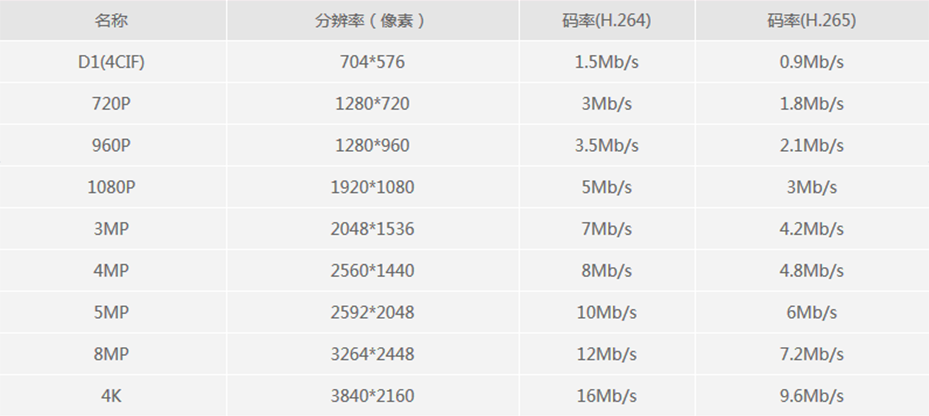 名称 分辨率（像素） 码率(H.264) 码率(H.265)
D1(4CIF) 704*576 1.5Mb/s 0.9Mb/s
720P 1280*720 3Mb/s 1.8Mb/s
960P 1280*960 3.5Mb/s 2.1Mb/s
1080P 1920*1080 5Mb/s 3Mb/s
3MP 2048*1536 7Mb/s 4.2Mb/s
4MP 2560*1440 8Mb/s 4.8Mb/s
5MP 2592*2048 10Mb/s 6Mb/s
8MP 3264*2448 12Mb/s 7.2Mb/s
4K 3840*2160 16Mb/s 9.6Mb/s